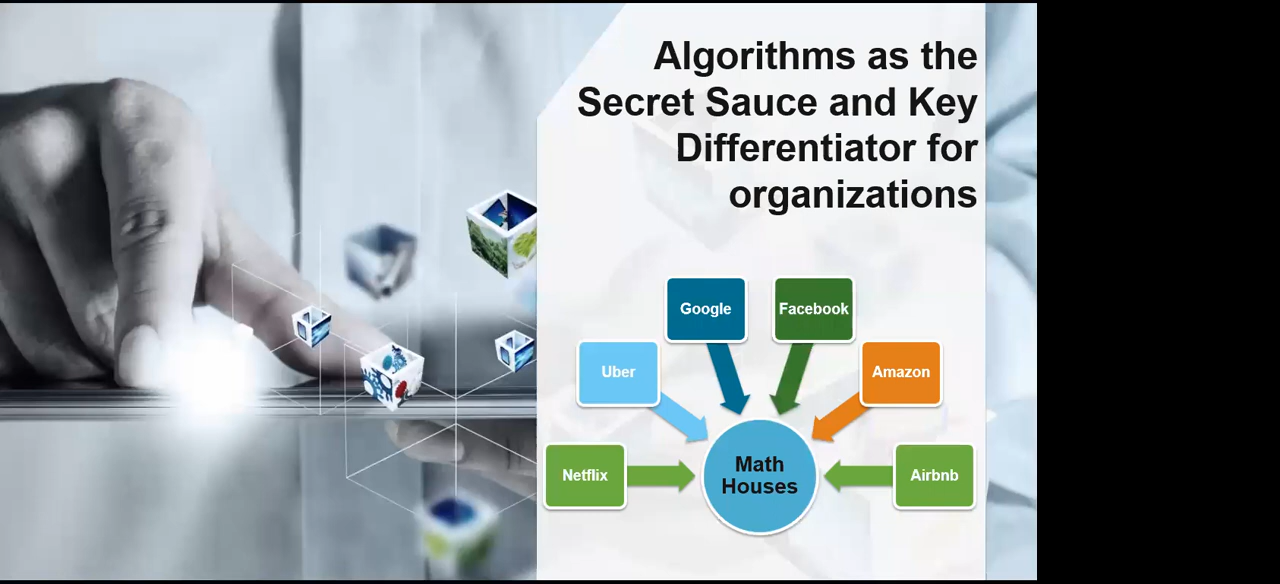 Algorithms as the
Secret Sauce and Key
Differentiator for
organizations
Google
Facebook
Uber
Amazon
Math
Houses
Netflix
Airbnb